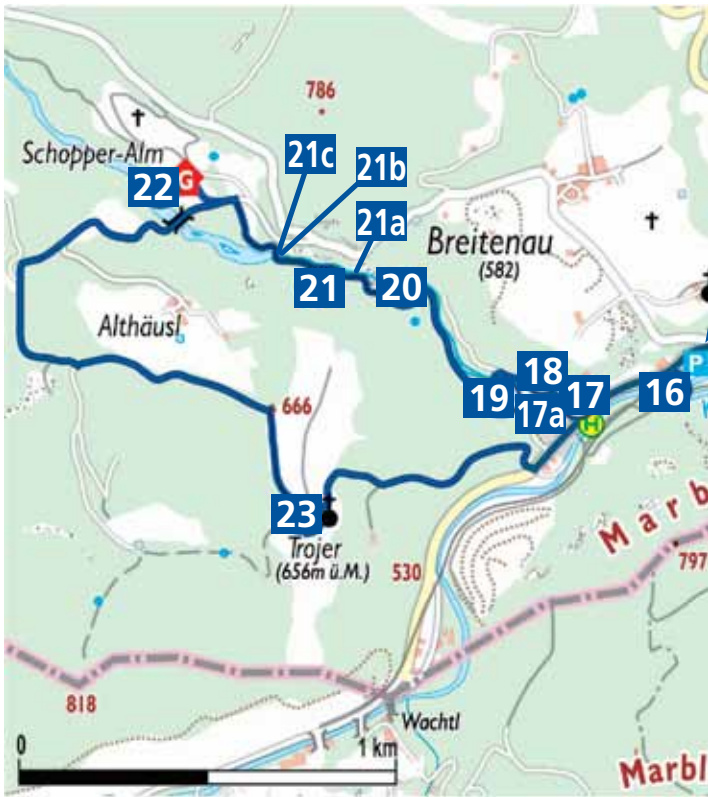 786
Schopper-Alm
G
22
21c
21b
21a
21
20
Breitenau
(582)
Althäusl
18
19
17a
17
H
16
P
666
23
Trojer
(656m ü.M.)
530
Marb
797
818
Wachtl
0
1 km
Marbl